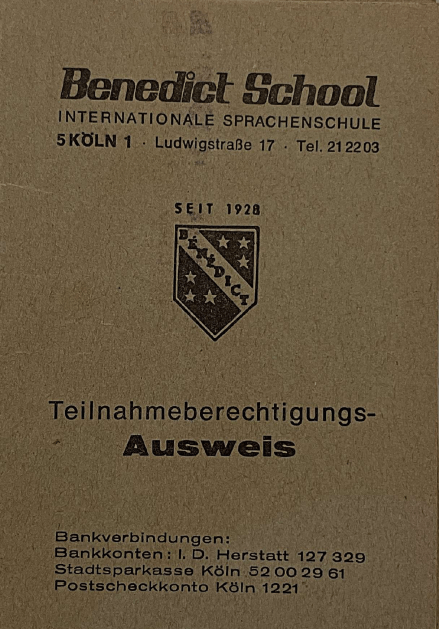 Benedict School
INTERNATIONALE SPRACHENSCHULE
5 KÖLN 1 · Ludwigstraße 17 · Tel. 21 22 03
SEIT 1928
BÉNÉDICT
Teilnahmeberechtigungs-
Ausweis
Bankverbindungen:
Bankkonten: I. D. Herstatt 127 329
Stadtsparkasse Köln 52 00 29 61
Postscheckkonto Köln 1221